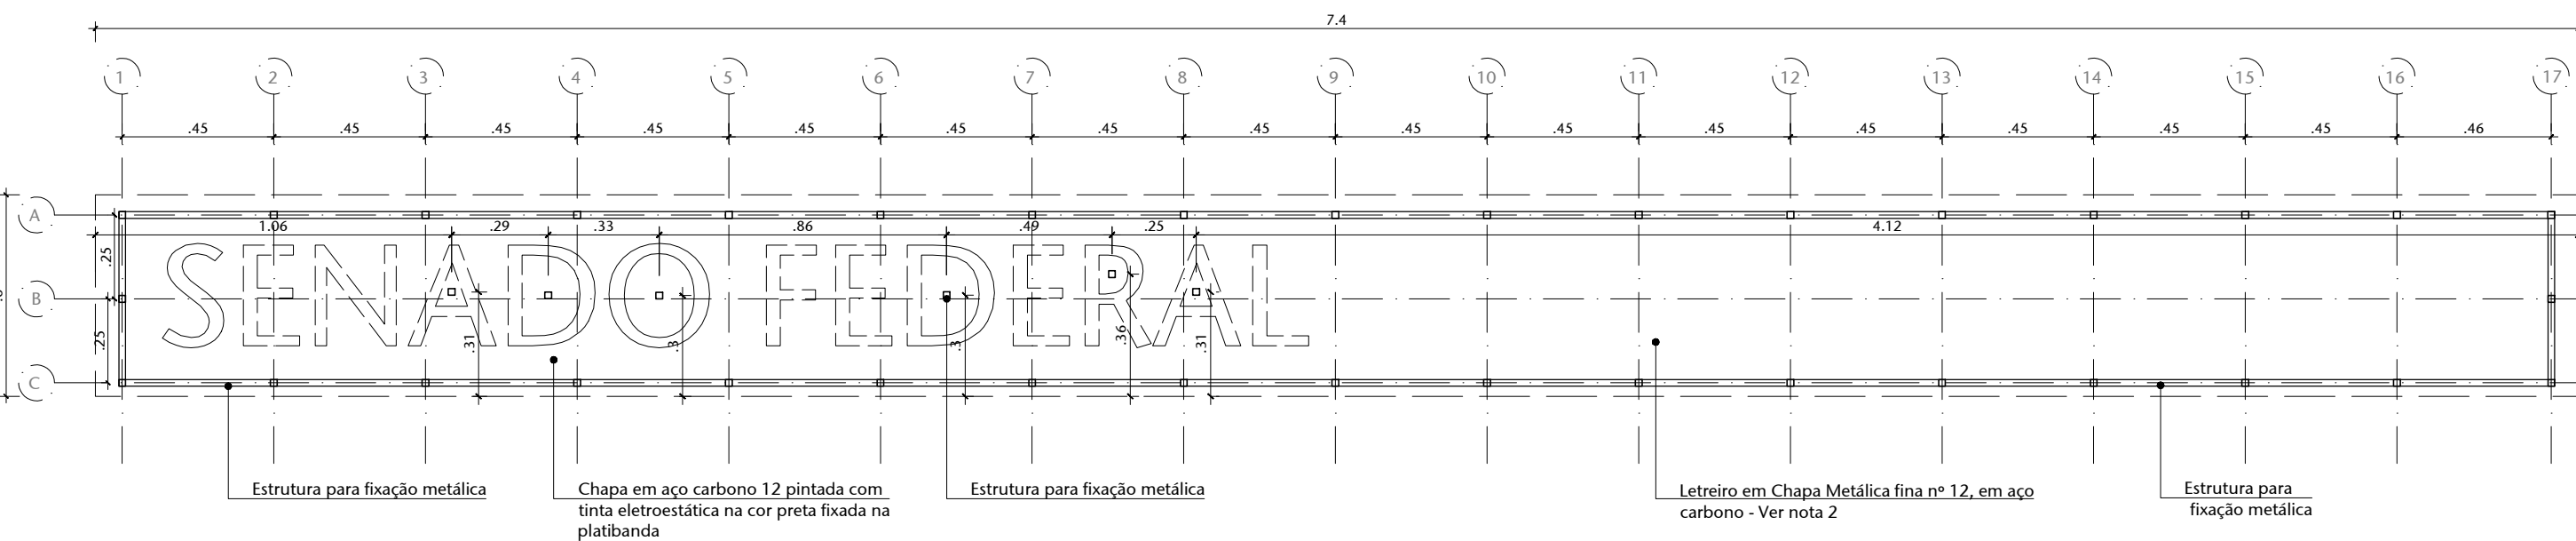 7.4
1 2 3 4 5 6 7 8 9 10 11 12 13 14 15 16 17
.45 .45 .45 .45 .45 .45 .45 .45 .45 .45 .45 .45 .45 .45 .45 .46
A
1.06 .29 .33 .86 .49 .25 4.12
.25
SENADO FEDERAL
B
.25
.31 .3 .3 .36 .31
C
Estrutura para fixação metálica
Chapa em aço carbono 12 pintada com
tinta eletroestática na cor preta fixada na
platibanda
Estrutura para fixação metálica
Letreiro em Chapa Metálica fina nº 12, em aço
carbono - Ver nota 2
Estrutura para
fixação metálica